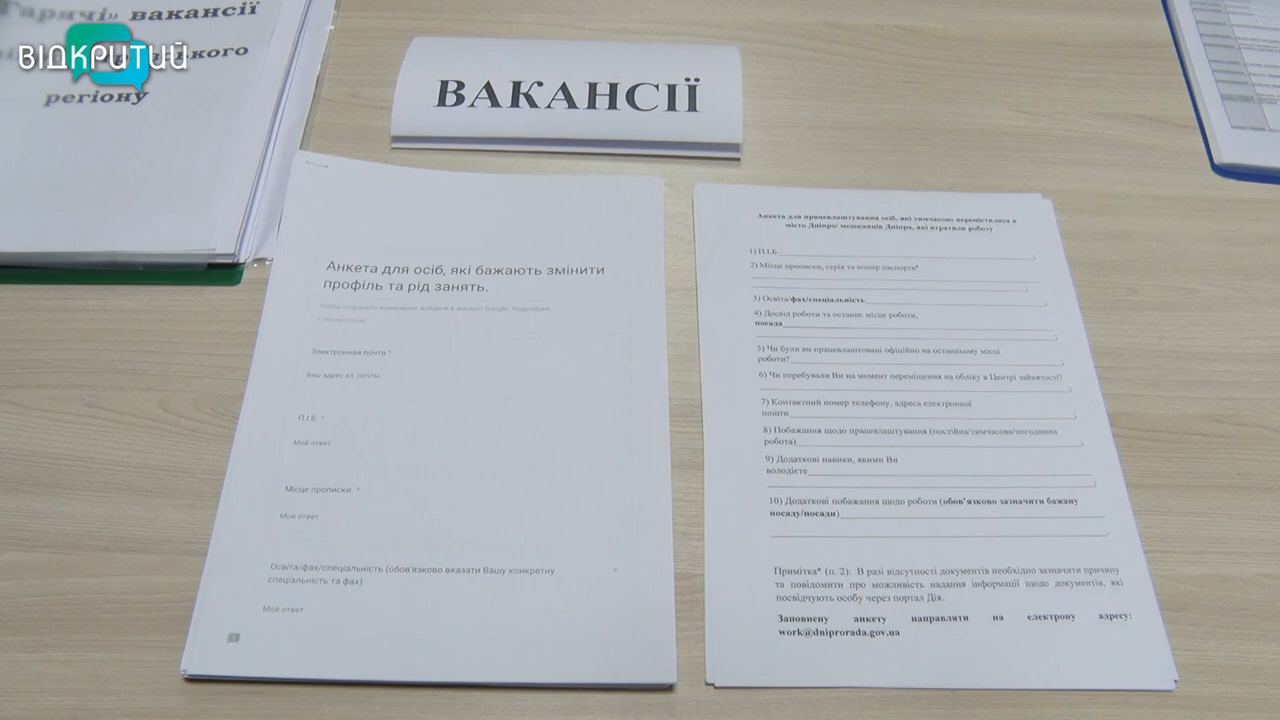 Гарячі» вакансії
ВІДКРИТИЙ
регіону
ВАКАНСІЇ
Анкета для осіб, які бажають змінити
профіль та рід занять.
Чтобы сохранить изменения, войдите в аккаунт Google. Подробнее
* Обязательно
Электронная почта *
Ваш адрес эл. почты
П.І.Б. *
Мой ответ
Місце прописки. *
Мой ответ
Освіта/фах/спеціальність (обов'язково вказати Вашу конкретну *
спеціальність та фах)
Мой ответ
Анкета для працевлаштування осіб, які тимчасово перемістилися в
місто Дніпро/ мешканців Дніпра, які втратили роботу
1) П.І.Б.
2) Місце прописки, серія та номер паспорта*
3) Освіта/фах/спеціальність
4) Досвід роботи та останнє місце роботи,
посада
5) Чи були ви працевлаштовані офіційно на останньому місці
роботи?
6) Чи перебували Ви на момент переміщення на обліку в Центрі зайнятості?
7) Контактний номер телефону, адреса електронної
пошти
8) Побажання щодо працевлаштування (постійна/тимчасова/погодинна
робота)
9) Додаткові навики, якими Ви
володієте
10) Додаткові побажання щодо роботи (обов'язково зазначити бажану
посаду/посади)
Примітка* (п. 2): В разі відсутності документів необхідно зазначити причину
та повідомити про можливість надання інформації щодо документів, які
посвідчують особу через портал Дія.
Заповнену анкету направляти на електрону адресу:
work@dniprorada.gov.ua